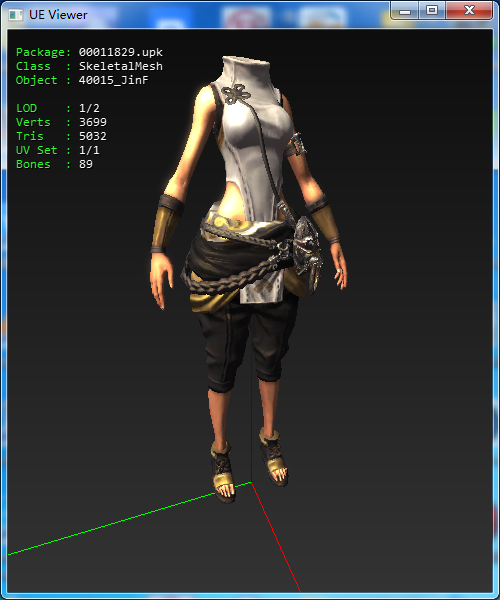 UE Viewer
Package: 00011829.upk
Class : SkeletalMesh
Object : 40015_JinF
LOD : 1/2
Verts : 3699
Tris : 5032
UV Set : 1/1
Bones : 89